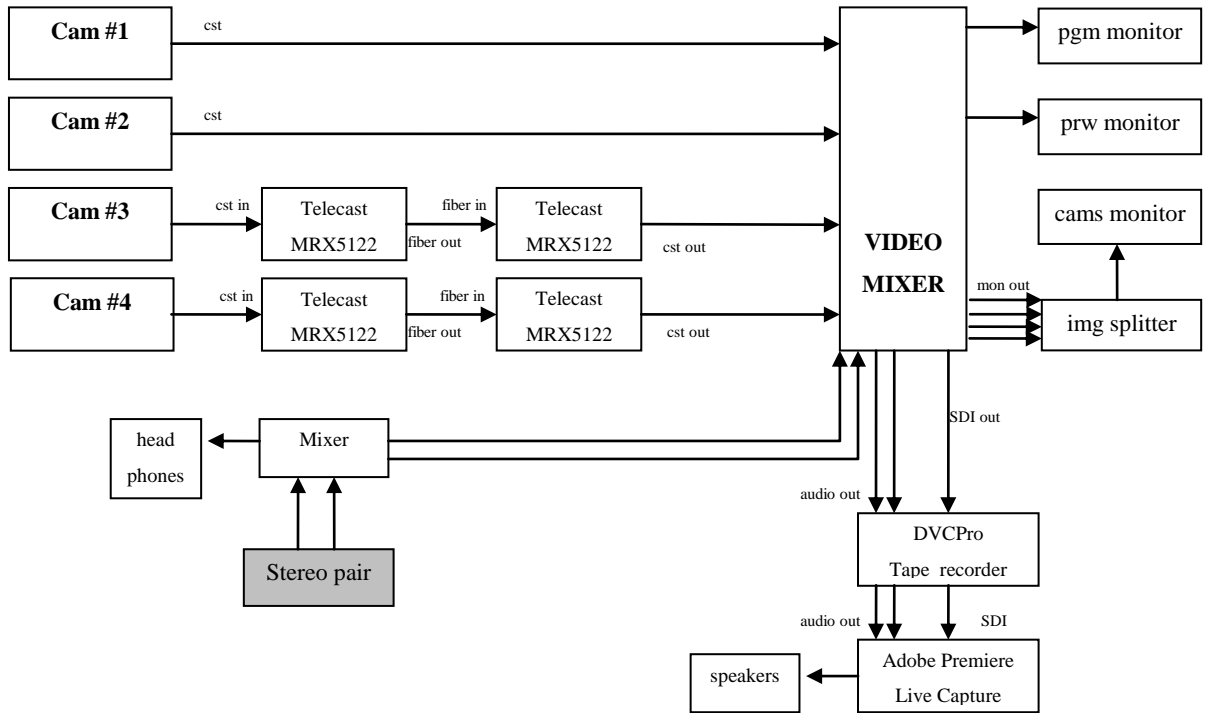 Cam #1
cst
pgm monitor
Cam #2
cst
prw monitor
Cam #3
cst in
Telecast
MRX5122
fiber in
fiber out
Telecast
MRX5122
cst out
VIDEO
MIXER
cams monitor
Cam #4
cst in
Telecast
MRX5122
fiber in
fiber out
Telecast
MRX5122
cst out
mon out
img splitter
head
phones
Mixer
SDI out
audio out
Stereo pair
DVCPro
Tape recorder
audio out
SDI
speakers
Adobe Premiere
Live Capture